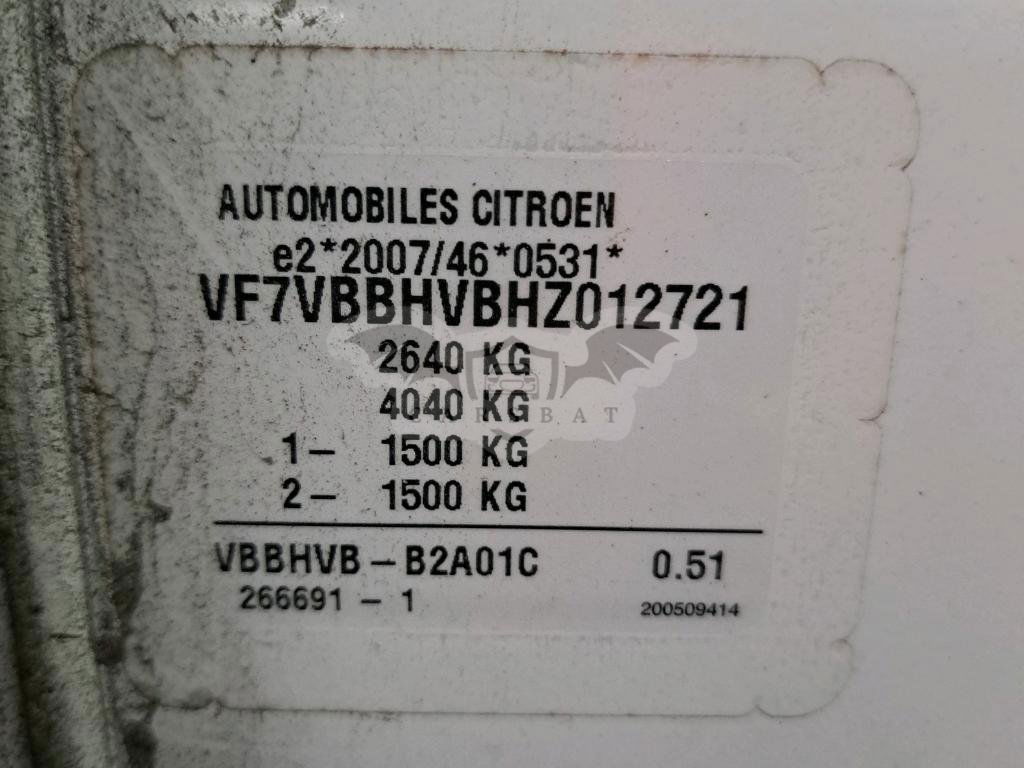 AUTOMOBILES CITROEN
e2*2007/46*0531*
VF7VBBHVBHZ012721
2640 KG
4040 KG
1- 1500 KG
2- 1500 KG
VBBHVB-B2A01C 0.51
266691-1 200509414